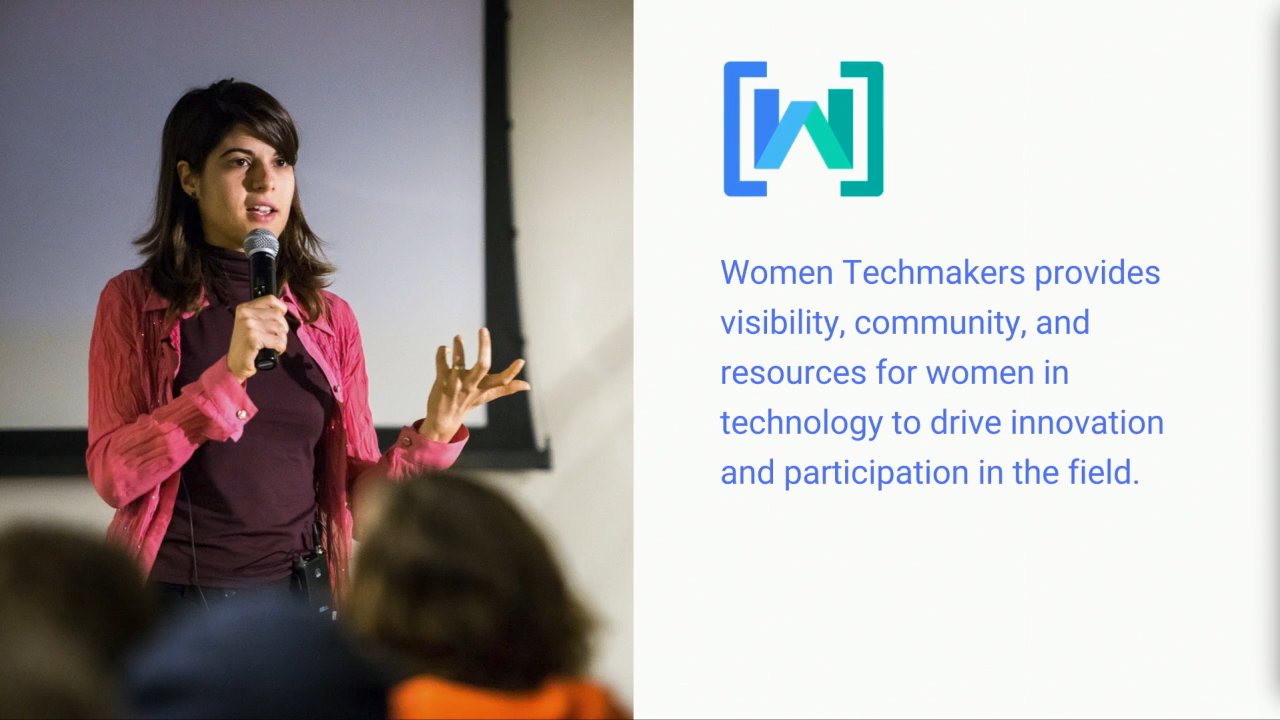 Women Techmakers provides
visibility, community, and
resources for women in
technology to drive innovation
and participation in the field.